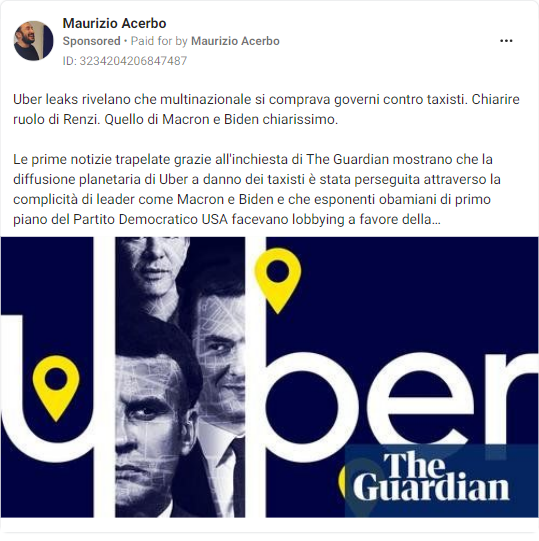 Maurizio Acerbo
Sponsored • Paid for by Maurizio Acerbo
ID: 3234204206847487
Uber leaks rivelano che multinazionale si comprava governi contro taxisti. Chiarire
ruolo di Renzi. Quello di Macron e Biden chiarissimo.
Le prime notizie trapelate grazie all'inchiesta di The Guardian mostrano che la
diffusione planetaria di Uber a danno dei taxisti è stata perseguita attraverso la
complicità di leader come Macron e Biden e che esponenti obamiani di primo
piano del Partito Democratico USA facevano lobbying a favore della...
uber
The
Guardian